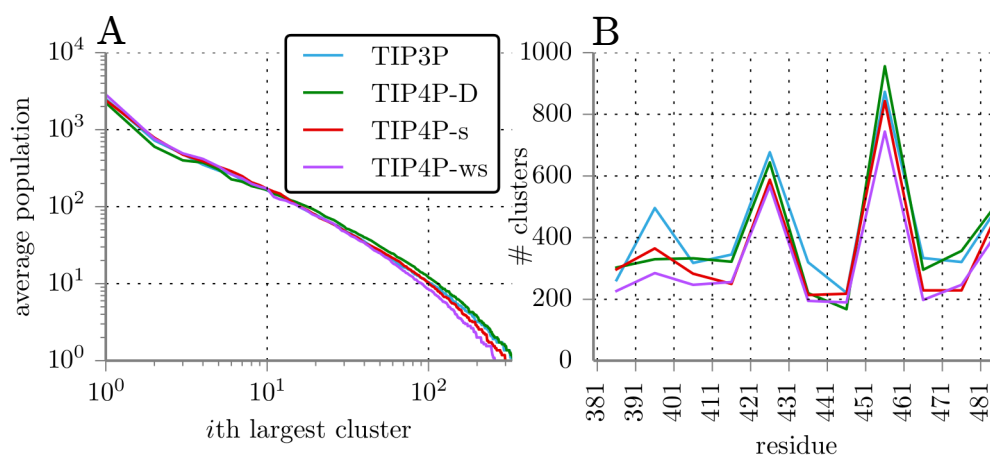 A
average population
10^4
10^3
10^2
10^1
10^0
10^0
10^1
10^2
ith largest cluster
TIP3P
TIP4P-D
TIP4P-s
TIP4P-ws
B
# clusters
1000
800
600
400
200
0
381
391
401
411
421
431
441
451
461
471
481
residue